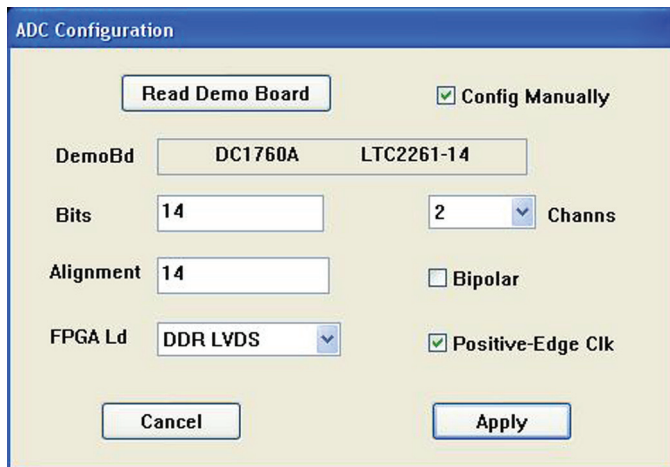 ADC Configuration
Read Demo Board
Config Manually
DemoBd
DC1760A LTC2261-14
Bits
14
2
Channs
Alignment
14
Bipolar
FPGA Ld
DDR LVDS
Positive-Edge Clk
Cancel
Apply